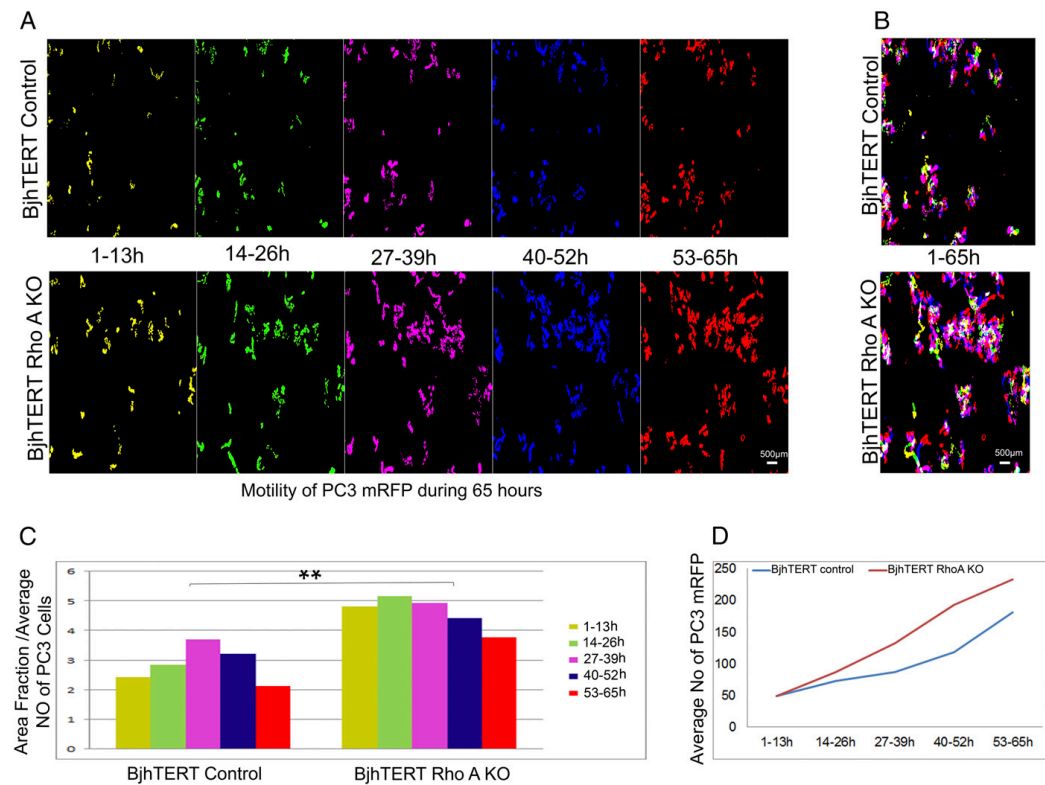 A
B
BjhTERT Control
BjhTERT Control
1-13h
14-26h
27-39h
40-52h
53-65h
1-65h
BjhTERT Rho A KO
BjhTERT Rho A KO
500µm
500µm
Motility of PC3 mRFP during 65 hours
C
Area Fraction /Average
NO of PC3 Cells
6
5
4
3
2
1
0
**
1-13h
14-26h
27-39h
40-52h
53-65h
BjhTERT Control
BjhTERT Rho A KO
D
Average No of PC3 mRFP
BjhTERT control
BjhTERT RhoA KO
250
200
150
100
50
0
1-13h
14-26h
27-39h
40-52h
53-65h